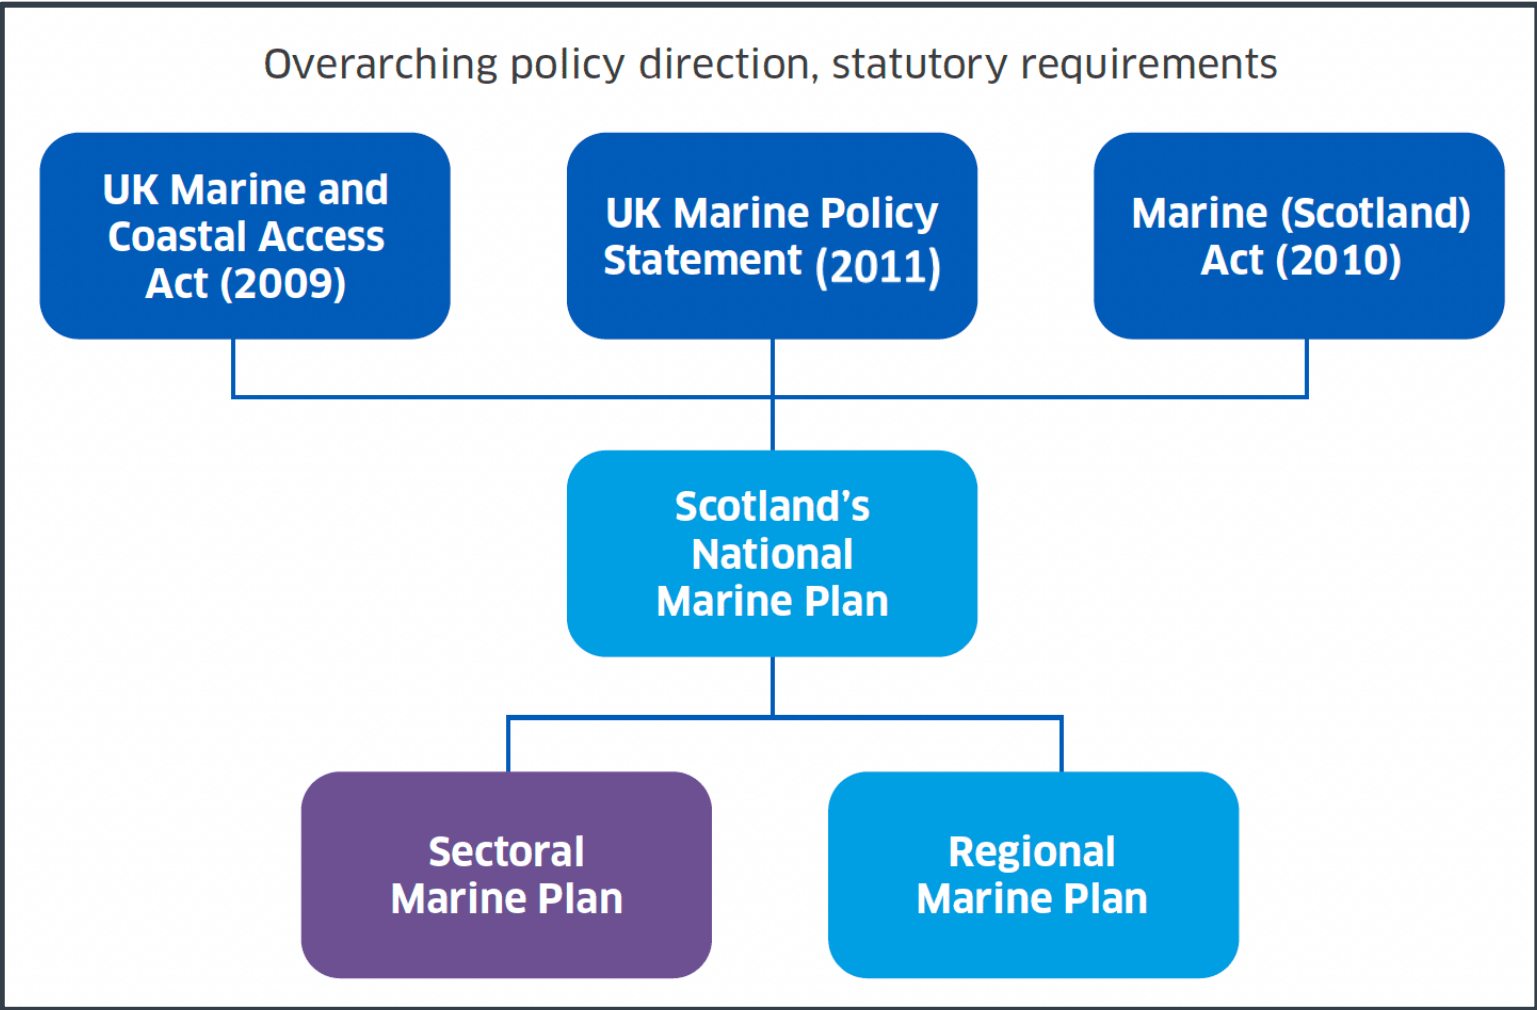 Overarching policy direction, statutory requirements
UK Marine and
Coastal Access
Act (2009)
UK Marine Policy
Statement (2011)
Marine (Scotland)
Act (2010)
Scotland’s
National
Marine Plan
Sectoral
Marine Plan
Regional
Marine Plan